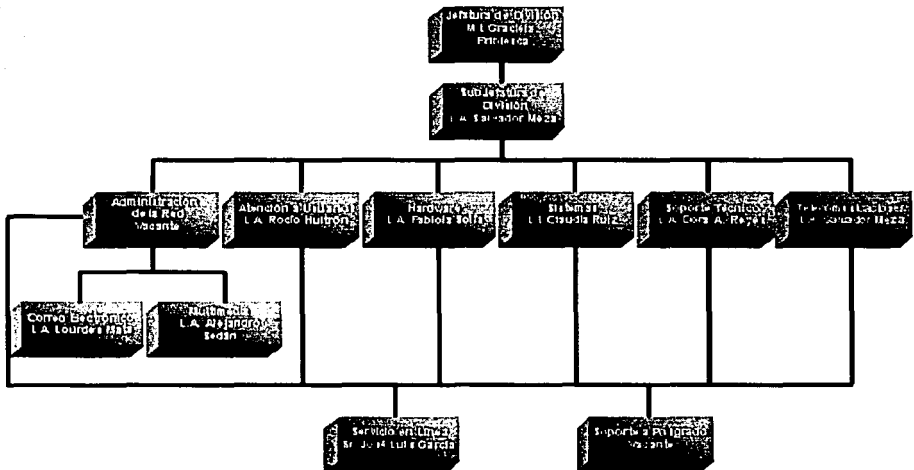 Jefatura de División
M.I. Graciela
SubJefatura de
División
L.A. Salvador Meza
Administración
de la Red
Vacante
Atención a Usuarios
L.A. Rocío Huitrón
Hardware
L.A. Fabiola Solís
Sistemas
L.I. Claudia Ruiz
Soporte Técnico
L.A. Dora A. Reyes
L.A. Salvador Meza
Correo Electrónico
L.A. Lourdes Mata
Multimedia
L.A. Alejandro
Servicio en Línea
Sr. José Luis García
Soporte a Posgrado
Vacante